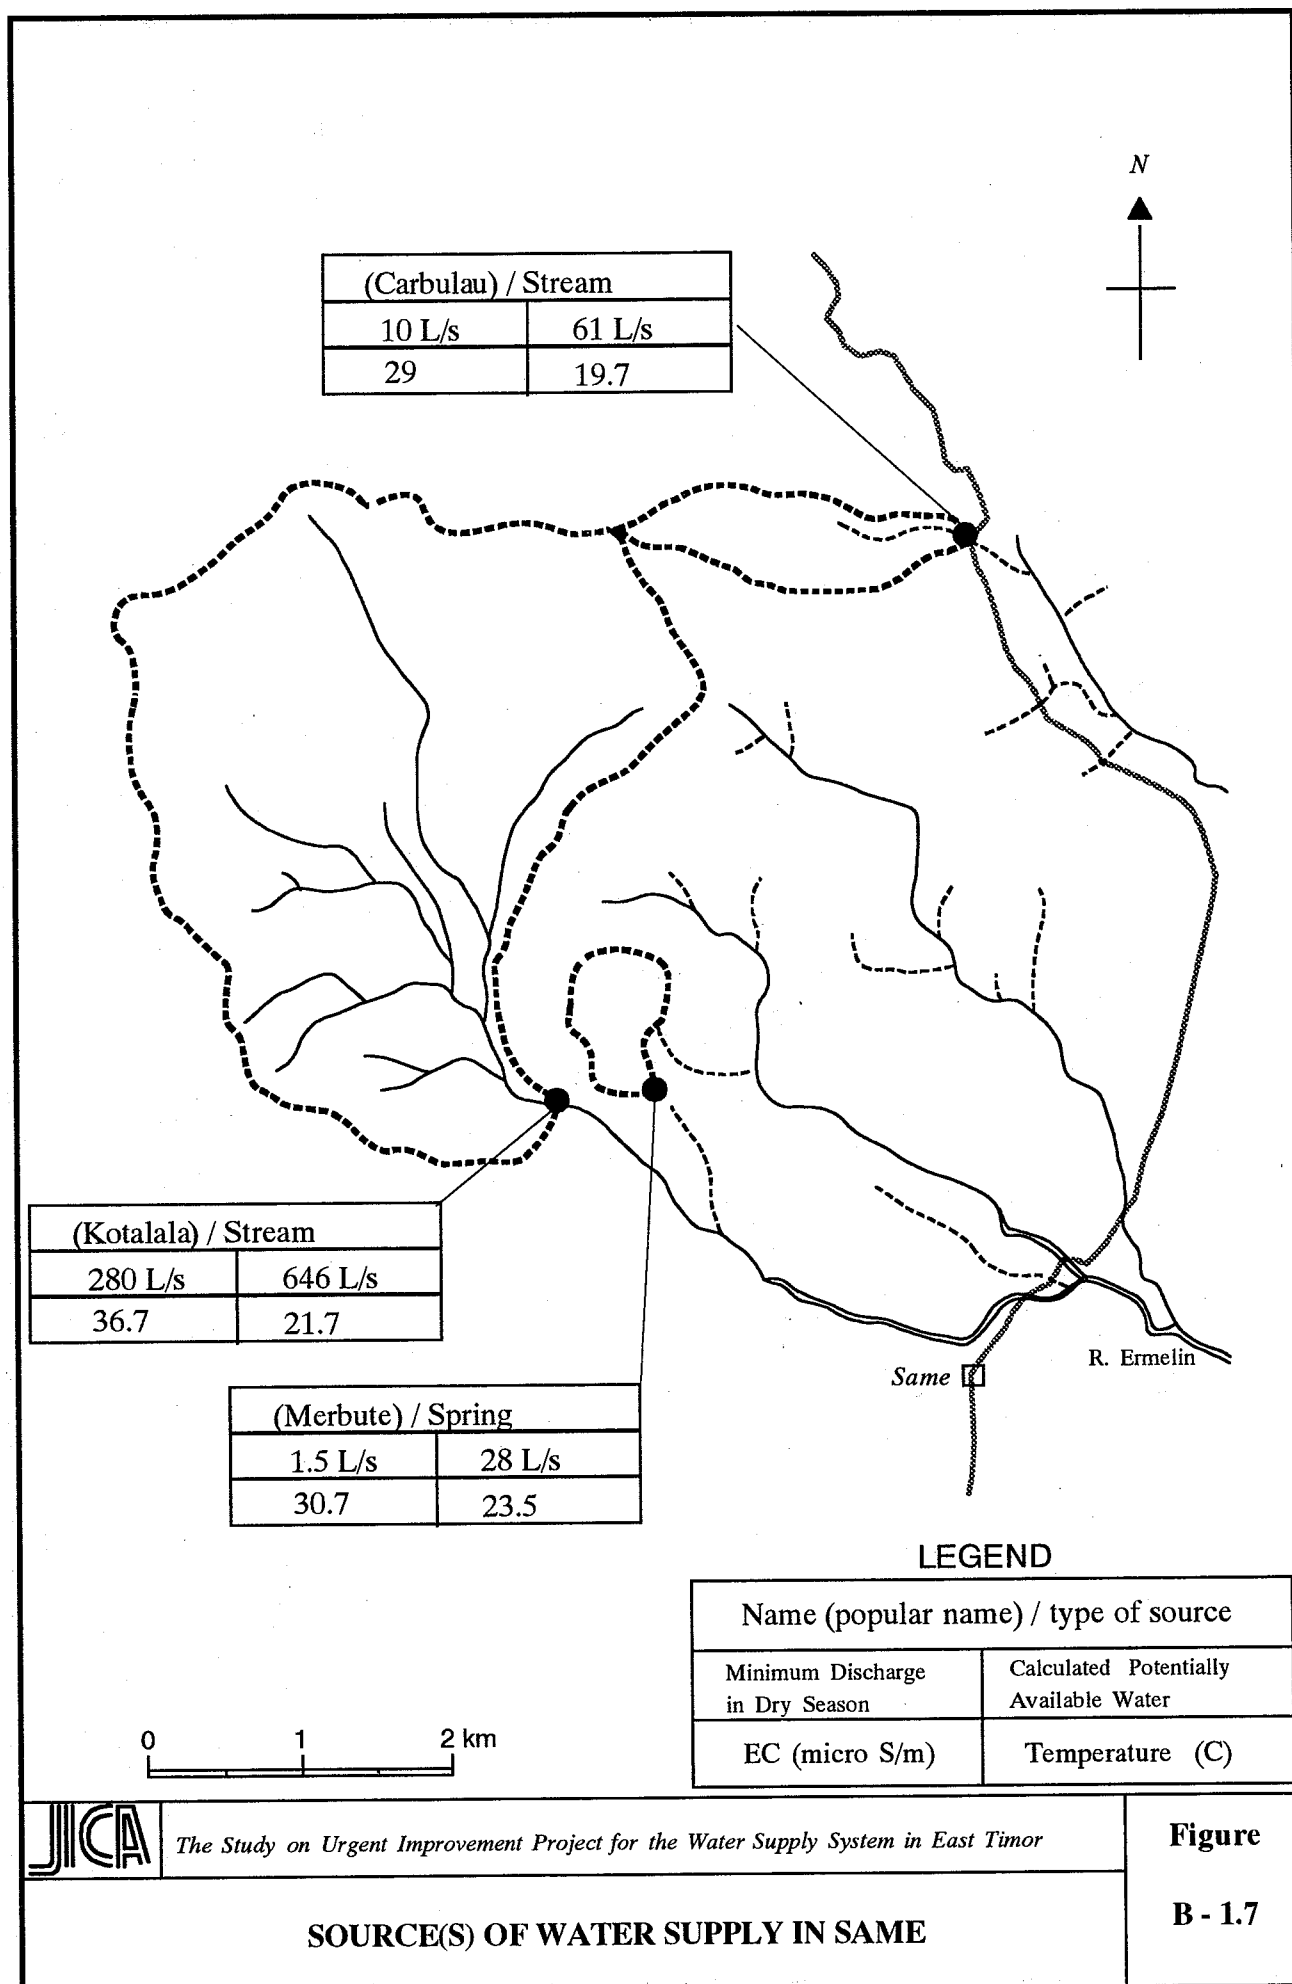 N
(Carbulau) / Stream
10 L/s 61 L/s
29 19.7
(Kotalala) / Stream
280 L/s 646 L/s
36.7 21.7
R. Ermelin
Same
(Merbute) / Spring
1.5 L/s 28 L/s
30.7 23.5
LEGEND
Name (popular name) / type of source
Minimum Discharge
in Dry Season
Calculated Potentially
Available Water
EC (micro S/m) Temperature (C)
0 1 2 km
JICA
The Study on Urgent Improvement Project for the Water Supply System in East Timor
Figure
B - 1.7
SOURCE(S) OF WATER SUPPLY IN SAME